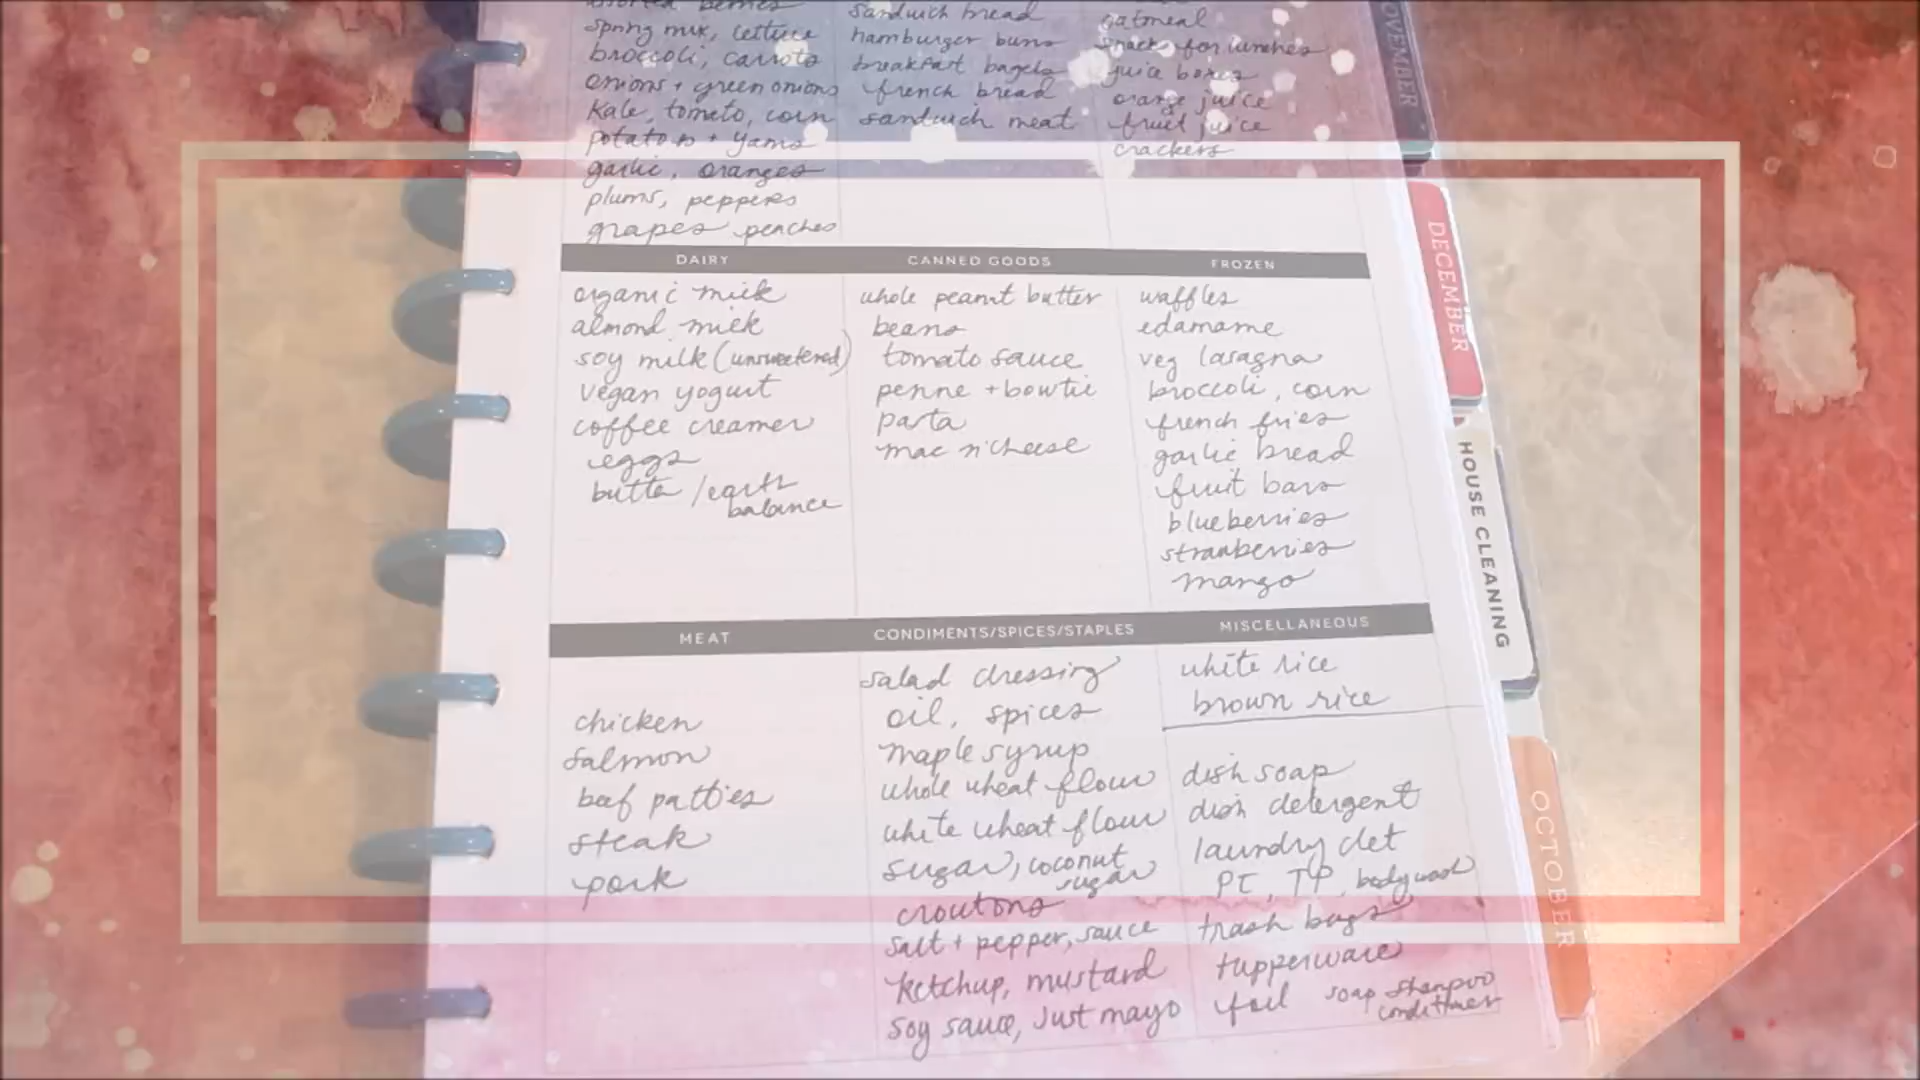 assorted berries
spring mix, lettuce
broccoli, carrots
onions + green onions
Kale, tomato, corn
potatoes + yams
garlic, oranges
plums, peppers
grapes peaches
sandwich bread
hamburger buns
breakfast bagels
french bread
sandwich meat
oatmeal
snacks for lunches
juice boxes
orange juice
fruit juice
crackers
DAIRY
organic milk
almond milk
soy milk (unsweetened)
vegan yogurt
coffee creamer
eggs
butter / earth
balance
CANNED GOODS
whole peanut butter
beans
tomato sauce
penne + bowtie
pasta
mac n' cheese
FROZEN
waffles
edamame
veg lasagna
broccoli, corn
french fries
garlic bread
fruit bars
blueberries
strawberries
mango
MEAT
chicken
salmon
beef patties
steak
pork
CONDIMENTS/SPICES/STAPLES
salad dressing
oil, spices
maple syrup
whole wheat flour
white wheat flour
sugar, coconut
sugar
croutons
salt + pepper, sauce
ketchup, mustard
soy sauce, Just mayo
MISCELLANEOUS
white rice
brown rice
dish soap
dish detergent
laundry det
PT, TP, bodywash
trash bags
tupperware
foil soap shampoo
conditioner
NOVEMBER
DECEMBER
HOUSE CLEANING
OCTOBER